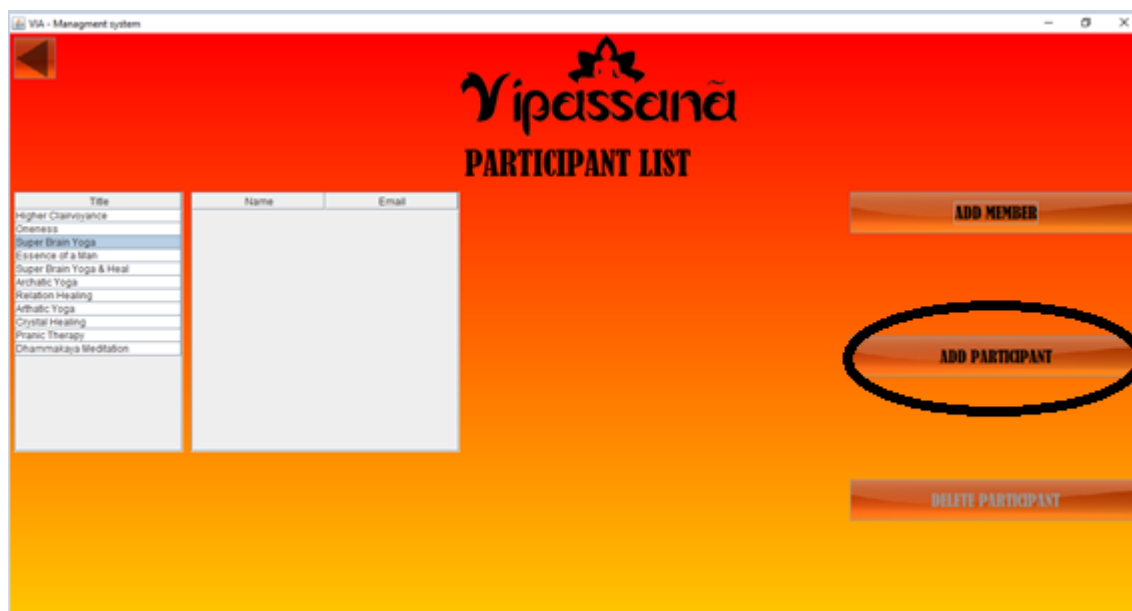 VIA - Managment system
Vipassanã
PARTICIPANT LIST
Title
Higher Clairvoyance
Oneness
Super Brain Yoga
Essence of a Man
Super Brain Yoga & Heal
Archatic Yoga
Relation Healing
Arthatic Yoga
Crystal Healing
Pranic Therapy
Dhammakaya Meditation
Name Email
ADD MEMBER
ADD PARTICIPANT
DELETE PARTICIPANT